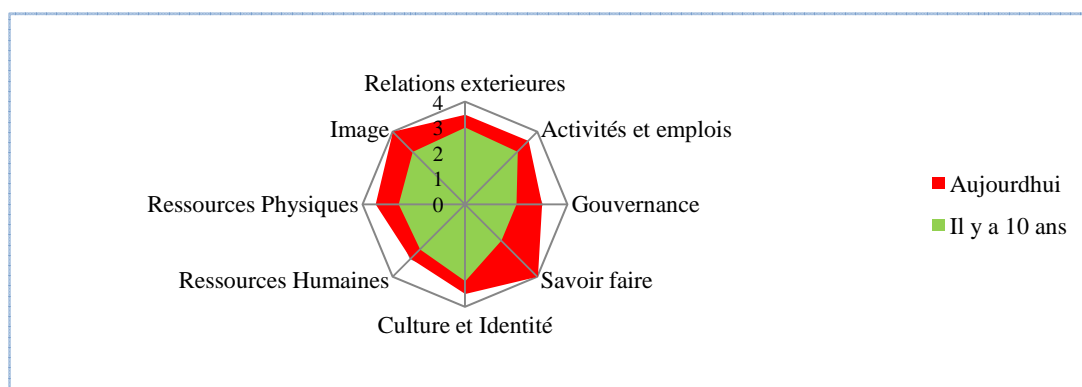 Relations exterieures
4
3
2
1
0
Image
Activités et emplois
Ressources Physiques
Gouvernance
Ressources Humaines
Savoir faire
Culture et Identité
Aujourdhui
Il y a 10 ans